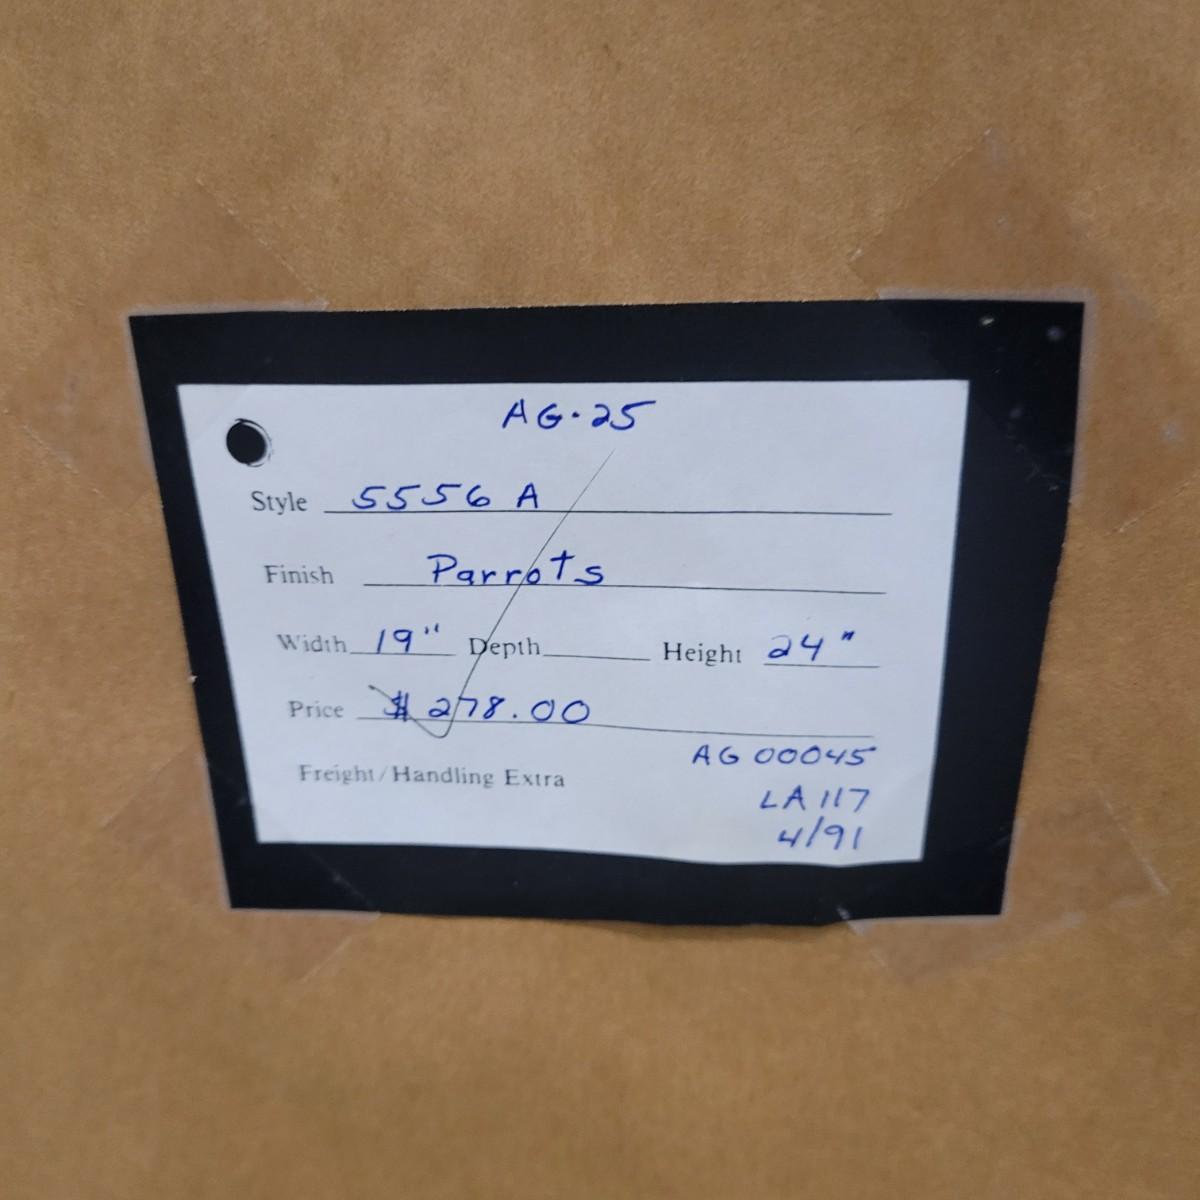 AG·25
Style 5556 A
Finish Parrots
Width 19" Depth Height 24"
Price $278.00
Freight/Handling Extra
AG 00045
LA 117
4/91